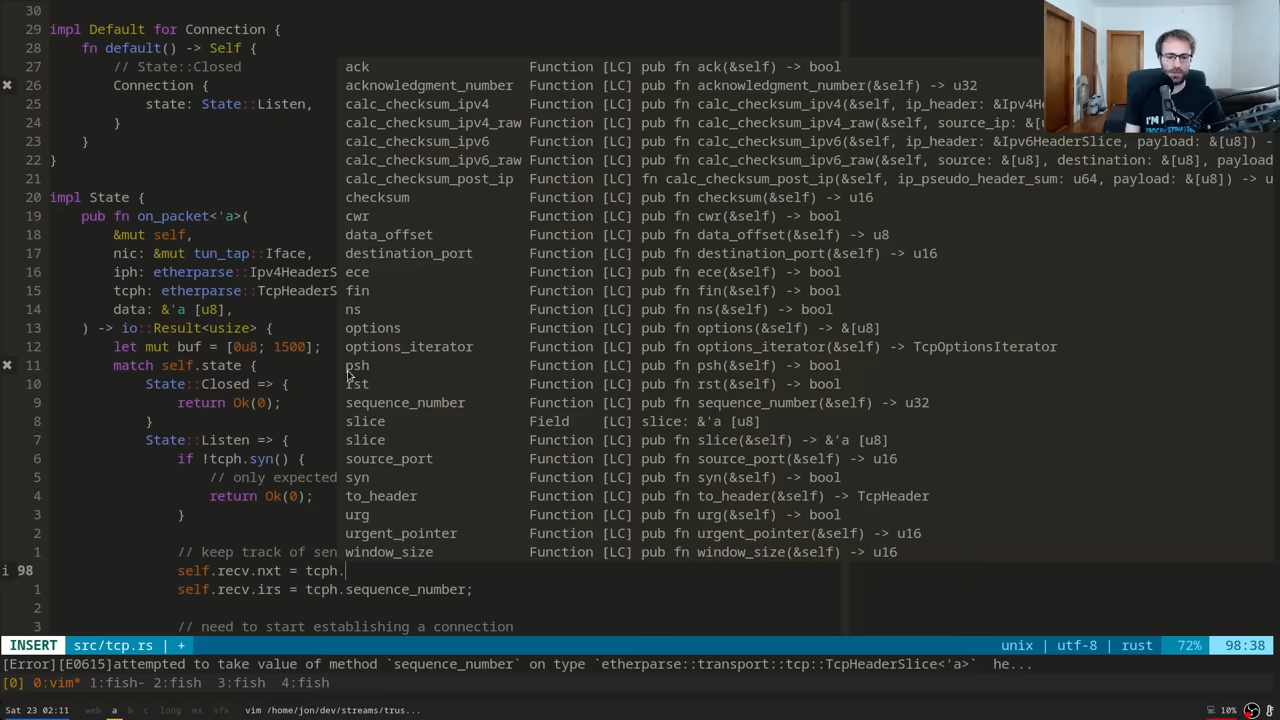 30
29 impl Default for Connection {
28     fn default() -> Self {
27         // State::Closed ack Function [LC] pub fn ack(&self) -> bool
✖ 26         Connection { acknowledgment_number Function [LC] pub fn acknowledgment_number(&self) -> u32
25             state: State::Listen, calc_checksum_ipv4 Function [LC] pub fn calc_checksum_ipv4(&self, ip_header: &Ipv4He
24         } calc_checksum_ipv4_raw Function [LC] pub fn calc_checksum_ipv4_raw(&self, source_ip: [u
23     } calc_checksum_ipv6 Function [LC] pub fn calc_checksum_ipv6(&self, ip_header: &Ipv6HeaderSlice, payload: &[u8]) -
22 } calc_checksum_ipv6_raw Function [LC] pub fn calc_checksum_ipv6_raw(&self, source: &[u8], destination: &[u8], payload
21 calc_checksum_post_ip Function [LC] fn calc_checksum_post_ip(&self, ip_pseudo_header_sum: u64, payload: &[u8]) -> u
20 impl State { checksum Function [LC] pub fn checksum(&self) -> u16
19     pub fn on_packet<'a>( cwr Function [LC] pub fn cwr(&self) -> bool
18         &mut self, data_offset Function [LC] pub fn data_offset(&self) -> u8
17         nic: &mut tun_tap::Iface, destination_port Function [LC] pub fn destination_port(&self) -> u16
16         iph: etherparse::Ipv4HeaderS ece Function [LC] pub fn ece(&self) -> bool
15         tcph: etherparse::TcpHeaderS fin Function [LC] pub fn fin(&self) -> bool
14         data: &'a [u8], ns Function [LC] pub fn ns(&self) -> bool
13     ) -> io::Result<usize> { options Function [LC] pub fn options(&self) -> &[u8]
12         let mut buf = [0u8; 1500]; options_iterator Function [LC] pub fn options_iterator(&self) -> TcpOptionsIterator
✖ 11         match self.state { psh Function [LC] pub fn psh(&self) -> bool
10             State::Closed => { rst Function [LC] pub fn rst(&self) -> bool
9                 return Ok(0); sequence_number Function [LC] pub fn sequence_number(&self) -> u32
8             } slice Field [LC] slice: &'a [u8]
7             State::Listen => { slice Function [LC] pub fn slice(&self) -> &'a [u8]
6                 if !tcph.syn() { source_port Function [LC] pub fn source_port(&self) -> u16
5                     // only expected syn Function [LC] pub fn syn(&self) -> bool
4                     return Ok(0); to_header Function [LC] pub fn to_header(&self) -> TcpHeader
3                 } urg Function [LC] pub fn urg(&self) -> bool
2 urgent_pointer Function [LC] pub fn urgent_pointer(&self) -> u16
1                 // keep track of sen window_size Function [LC] pub fn window_size(&self) -> u16
i 98                 self.recv.nxt = tcph.
1                 self.recv.irs = tcph.sequence_number;
2
3                 // need to start establishing a connection
INSERT src/tcp.rs | + unix | utf-8 | rust 72% 98:38
[Error][E0615]attempted to take value of method `sequence_number` on type `etherparse::transport::tcp::TcpHeaderSlice<'a>`  he...
[0] 0:vim* 1:fish- 2:fish  3:fish  4:fish
Sat 23 02:11 web a b c long mx sfx vim /home/jon/dev/streams/trus... 10%